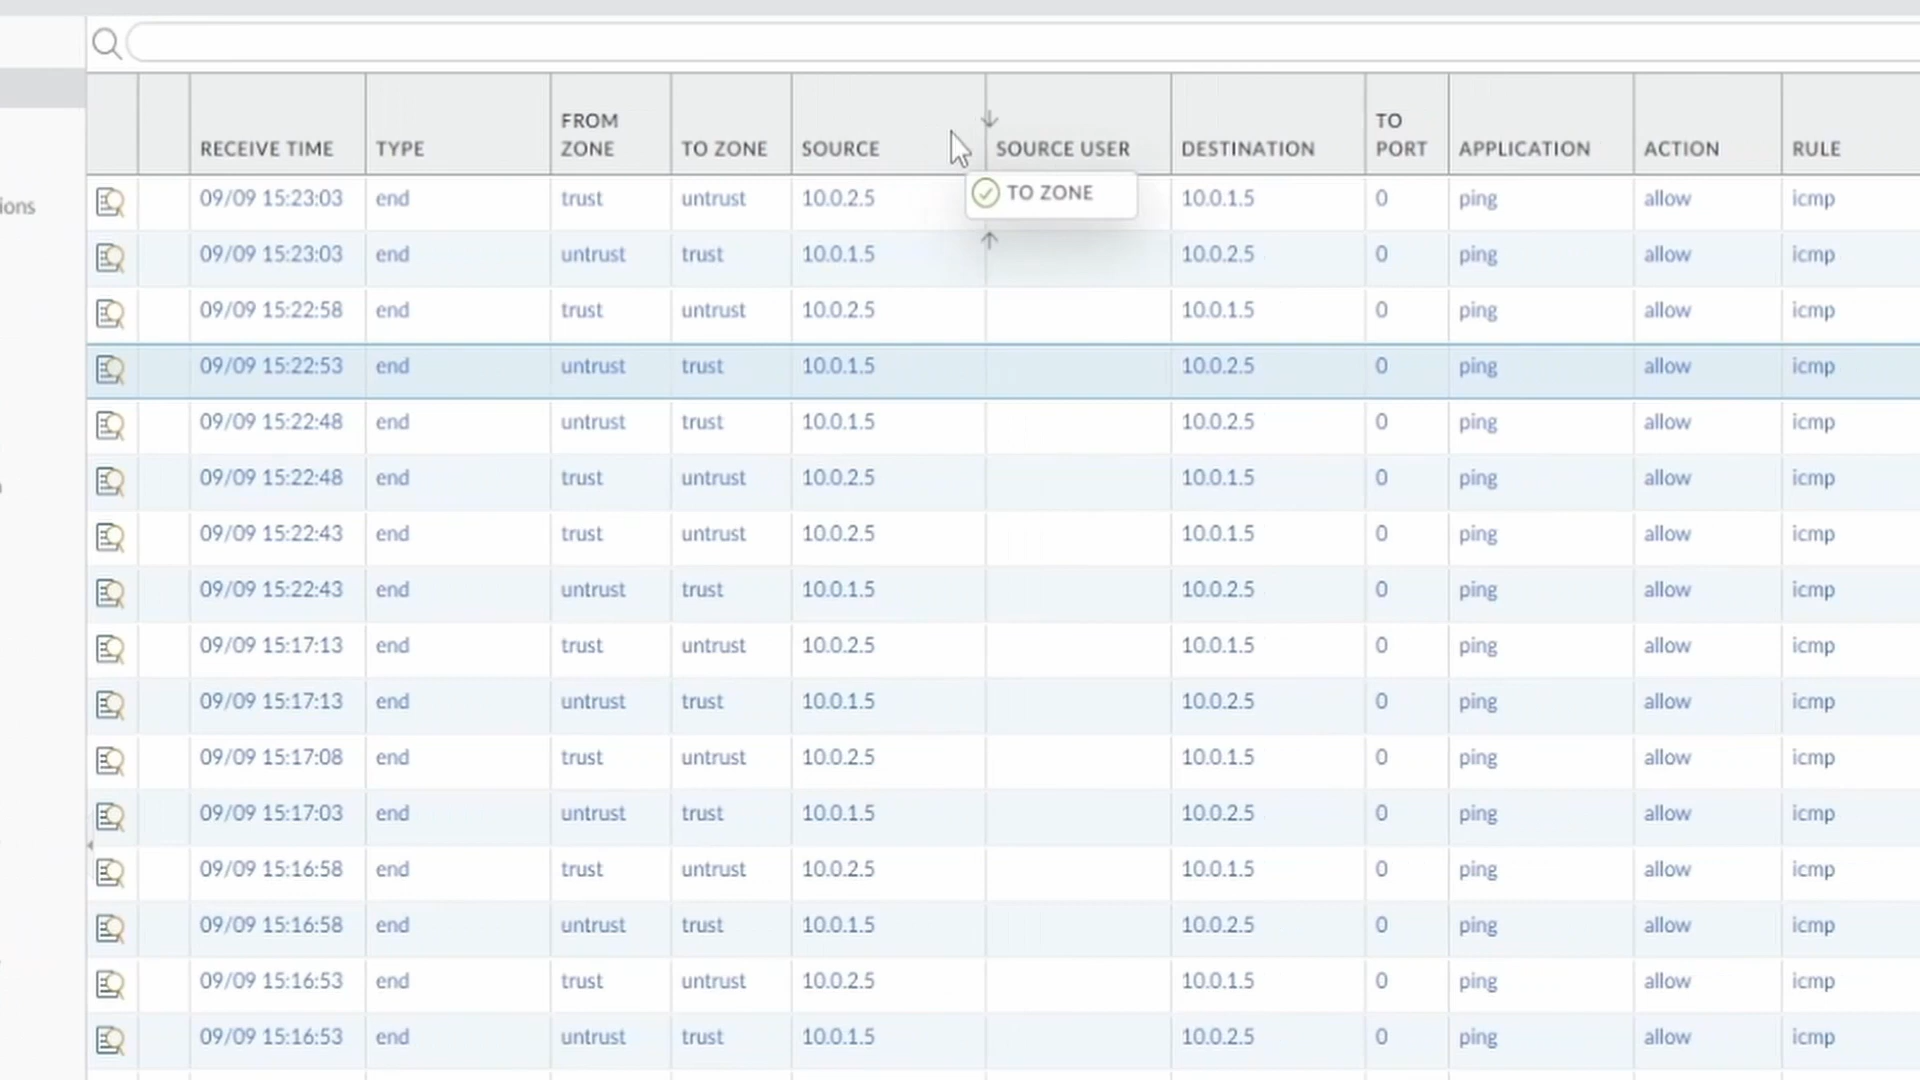 RECEIVE TIME TYPE FROM ZONE TO ZONE SOURCE SOURCE USER DESTINATION TO PORT APPLICATION ACTION RULE
TO ZONE
ions
09/09 15:23:03 end trust untrust 10.0.2.5 10.0.1.5 0 ping allow icmp
09/09 15:23:03 end untrust trust 10.0.1.5 10.0.2.5 0 ping allow icmp
09/09 15:22:58 end trust untrust 10.0.2.5 10.0.1.5 0 ping allow icmp
09/09 15:22:53 end untrust trust 10.0.1.5 10.0.2.5 0 ping allow icmp
09/09 15:22:48 end untrust trust 10.0.1.5 10.0.2.5 0 ping allow icmp
09/09 15:22:48 end trust untrust 10.0.2.5 10.0.1.5 0 ping allow icmp
09/09 15:22:43 end trust untrust 10.0.2.5 10.0.1.5 0 ping allow icmp
09/09 15:22:43 end untrust trust 10.0.1.5 10.0.2.5 0 ping allow icmp
09/09 15:17:13 end trust untrust 10.0.2.5 10.0.1.5 0 ping allow icmp
09/09 15:17:13 end untrust trust 10.0.1.5 10.0.2.5 0 ping allow icmp
09/09 15:17:08 end trust untrust 10.0.2.5 10.0.1.5 0 ping allow icmp
09/09 15:17:03 end untrust trust 10.0.1.5 10.0.2.5 0 ping allow icmp
09/09 15:16:58 end trust untrust 10.0.2.5 10.0.1.5 0 ping allow icmp
09/09 15:16:58 end untrust trust 10.0.1.5 10.0.2.5 0 ping allow icmp
09/09 15:16:53 end trust untrust 10.0.2.5 10.0.1.5 0 ping allow icmp
09/09 15:16:53 end untrust trust 10.0.1.5 10.0.2.5 0 ping allow icmp